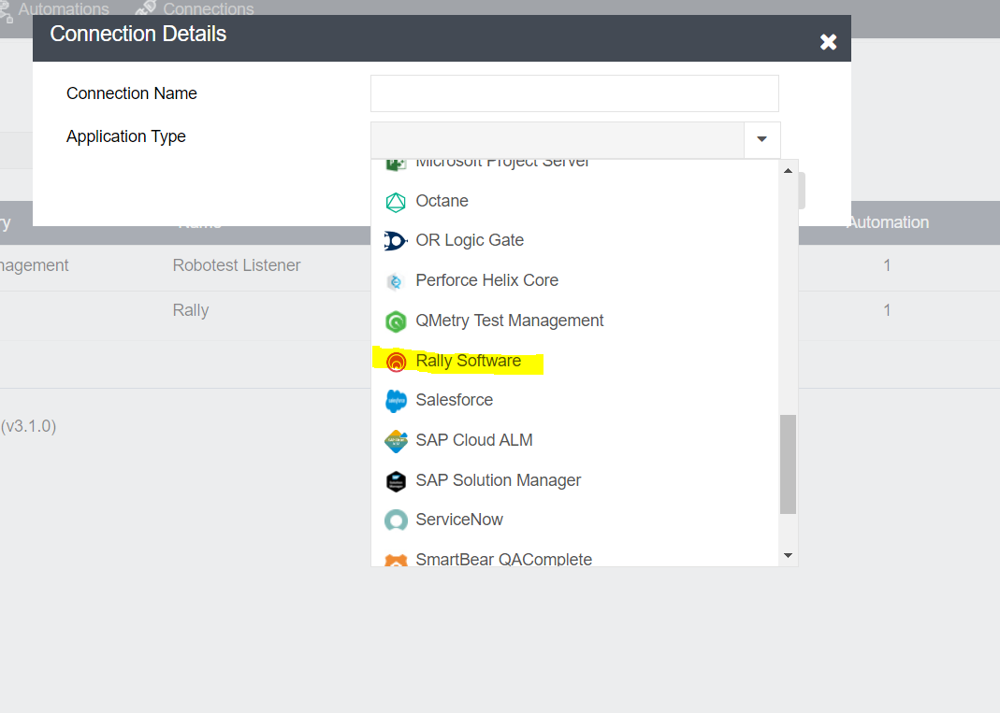 Automations Connections
Connection Details
Connection Name
Application Type
Microsoft Project Server
Octane
OR Logic Gate
Perforce Helix Core
QMetry Test Management
Rally Software
Salesforce
SAP Cloud ALM
SAP Solution Manager
ServiceNow
SmartBear QAComplete
ry Name Automation
nagement Robotest Listener 1
Rally 1
(v3.1.0)